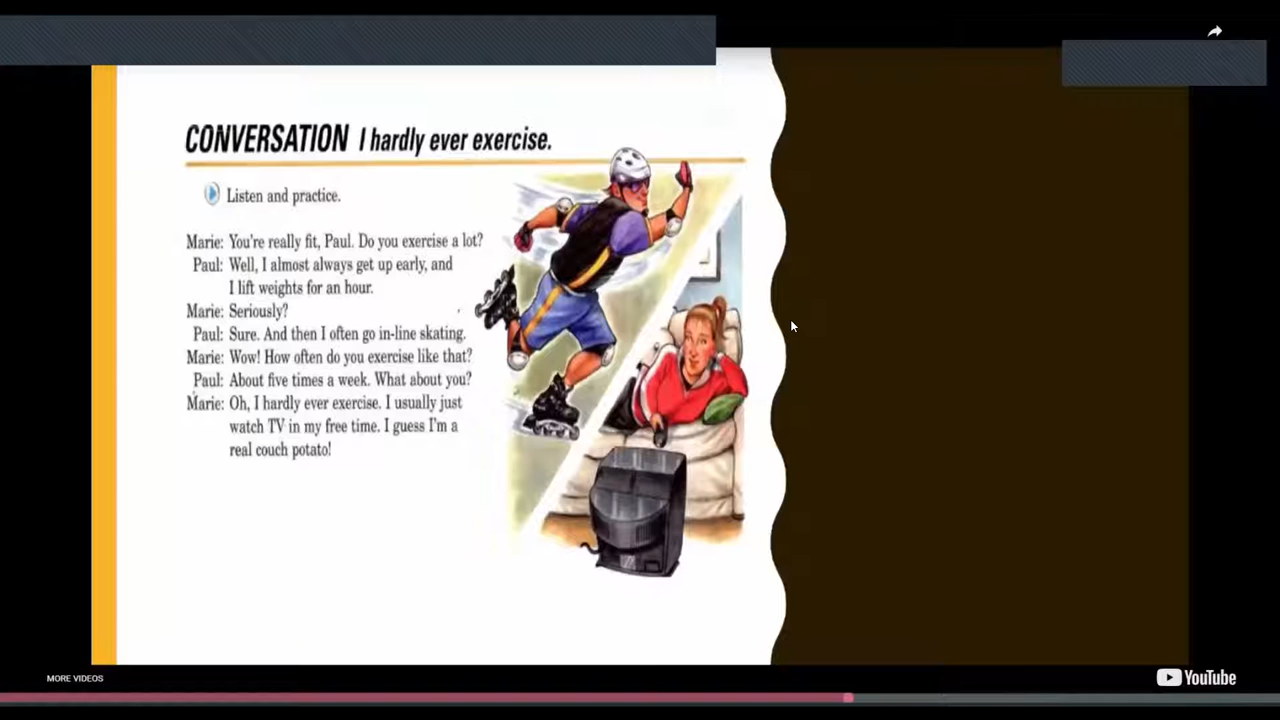 CONVERSATION I hardly ever exercise.
Listen and practice.
Marie: You're really fit, Paul. Do you exercise a lot?
Paul: Well, I almost always get up early, and
I lift weights for an hour.
Marie: Seriously?
Paul: Sure. And then I often go in-line skating.
Marie: Wow! How often do you exercise like that?
Paul: About five times a week. What about you?
Marie: Oh, I hardly ever exercise. I usually just
watch TV in my free time. I guess I'm a
real couch potato!
MORE VIDEOS
YouTube